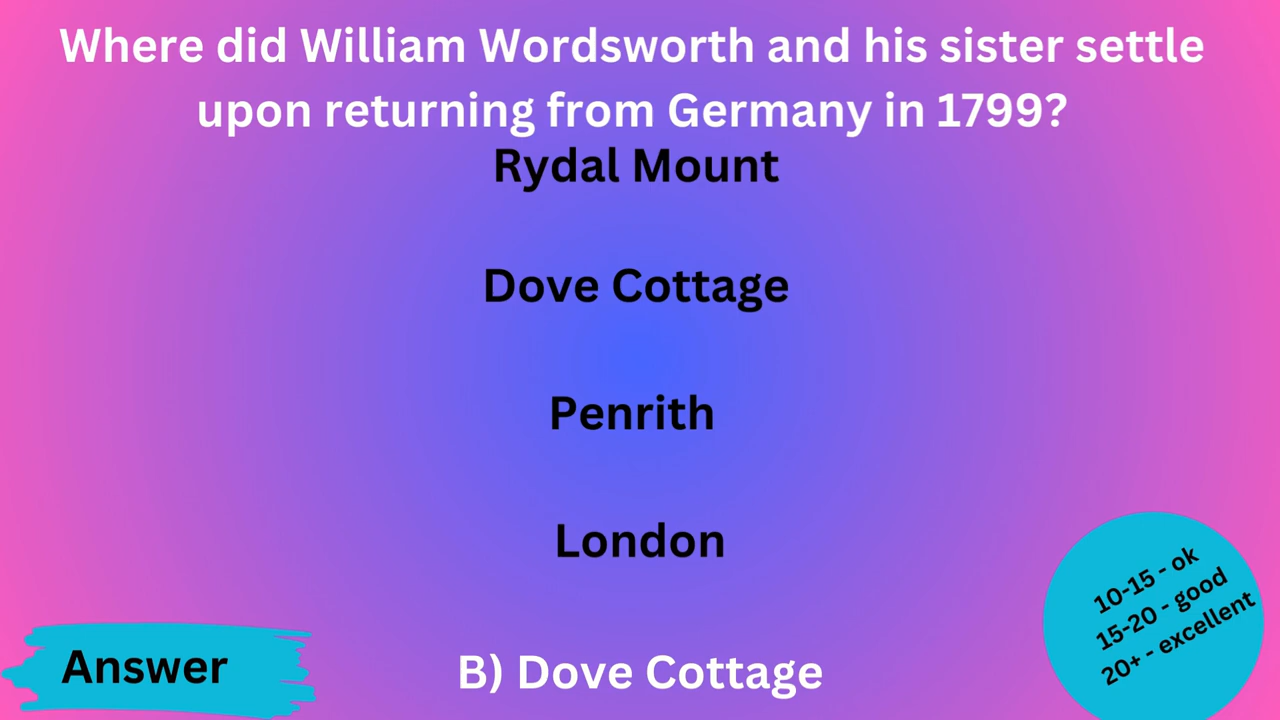 Where did William Wordsworth and his sister settle
upon returning from Germany in 1799?
Rydal Mount
Dove Cottage
Penrith
London
10-15 - ok
15-20 - good
20+ - excellent
Answer
B) Dove Cottage